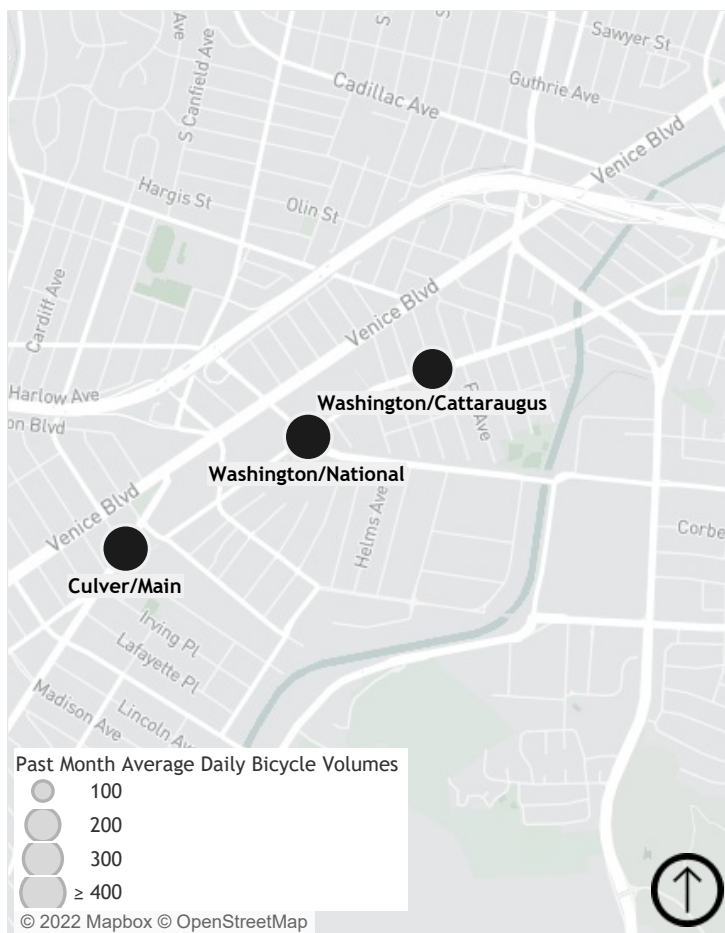 Sawyer St
Ave
S Canfield Ave
S
S
Guthrie Ave
Cadillac Ave
Venice Blvd
Hargis St
Olin St
Cardiff Ave
Venice Blvd
Harlow Ave
on Blvd
Washington/Cattaraugus
Ave
Washington/National
Venice Blvd
Helms Ave
Corbe
Culver/Main
Irving Pl
Lafayette Pl
Madison Ave
Lincoln Av
Past Month Average Daily Bicycle Volumes
100
200
300
≥ 400
© 2022 Mapbox © OpenStreetMap